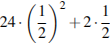 24 · (1/2)² + 2 · 1/2